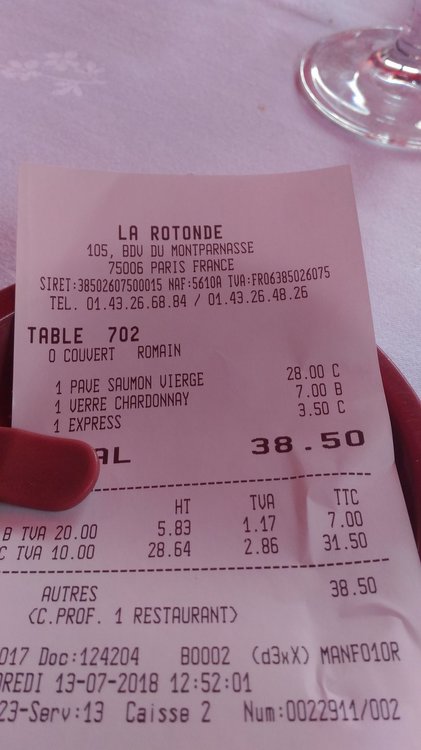 LA ROTONDE
105, BDV DU MONTPARNASSE
75006 PARIS FRANCE
SIRET:38502607500015 NAF:5610A TVA:FR06385026075
TEL. 01.43.26.68.84 / 01.43.26.48.26
TABLE 702
0 COUVERT ROMAIN
1 PAVE SAUMON VIERGE 28.00 C
1 VERRE CHARDONNAY 7.00 B
1 EXPRESS 3.50 C
AL 38.50
HT TVA TTC
B TVA 20.00 5.83 1.17 7.00
C TVA 10.00 28.64 2.86 31.50
AUTRES 38.50
(C.PROF. 1 RESTAURANT)
017 Doc:124204 B0002 (d3xX) MANFO10R
DREDI 13-07-2018 12:52:01
23-Serv:13 Caisse 2 Num:0022911/002